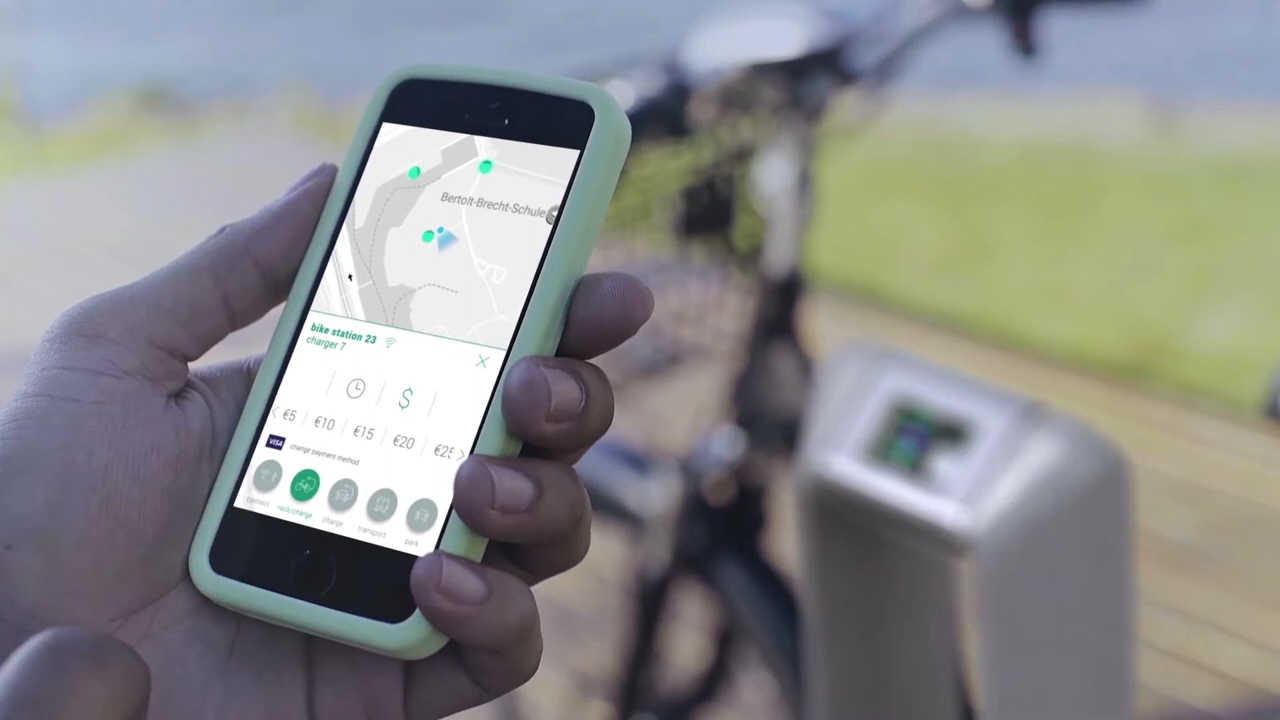 Bertolt-Brecht-Schule
bike station 23
charger 7
$
€5 €10 €15 €20 €25
VISA change payment method
connect rack/charge charge transport park